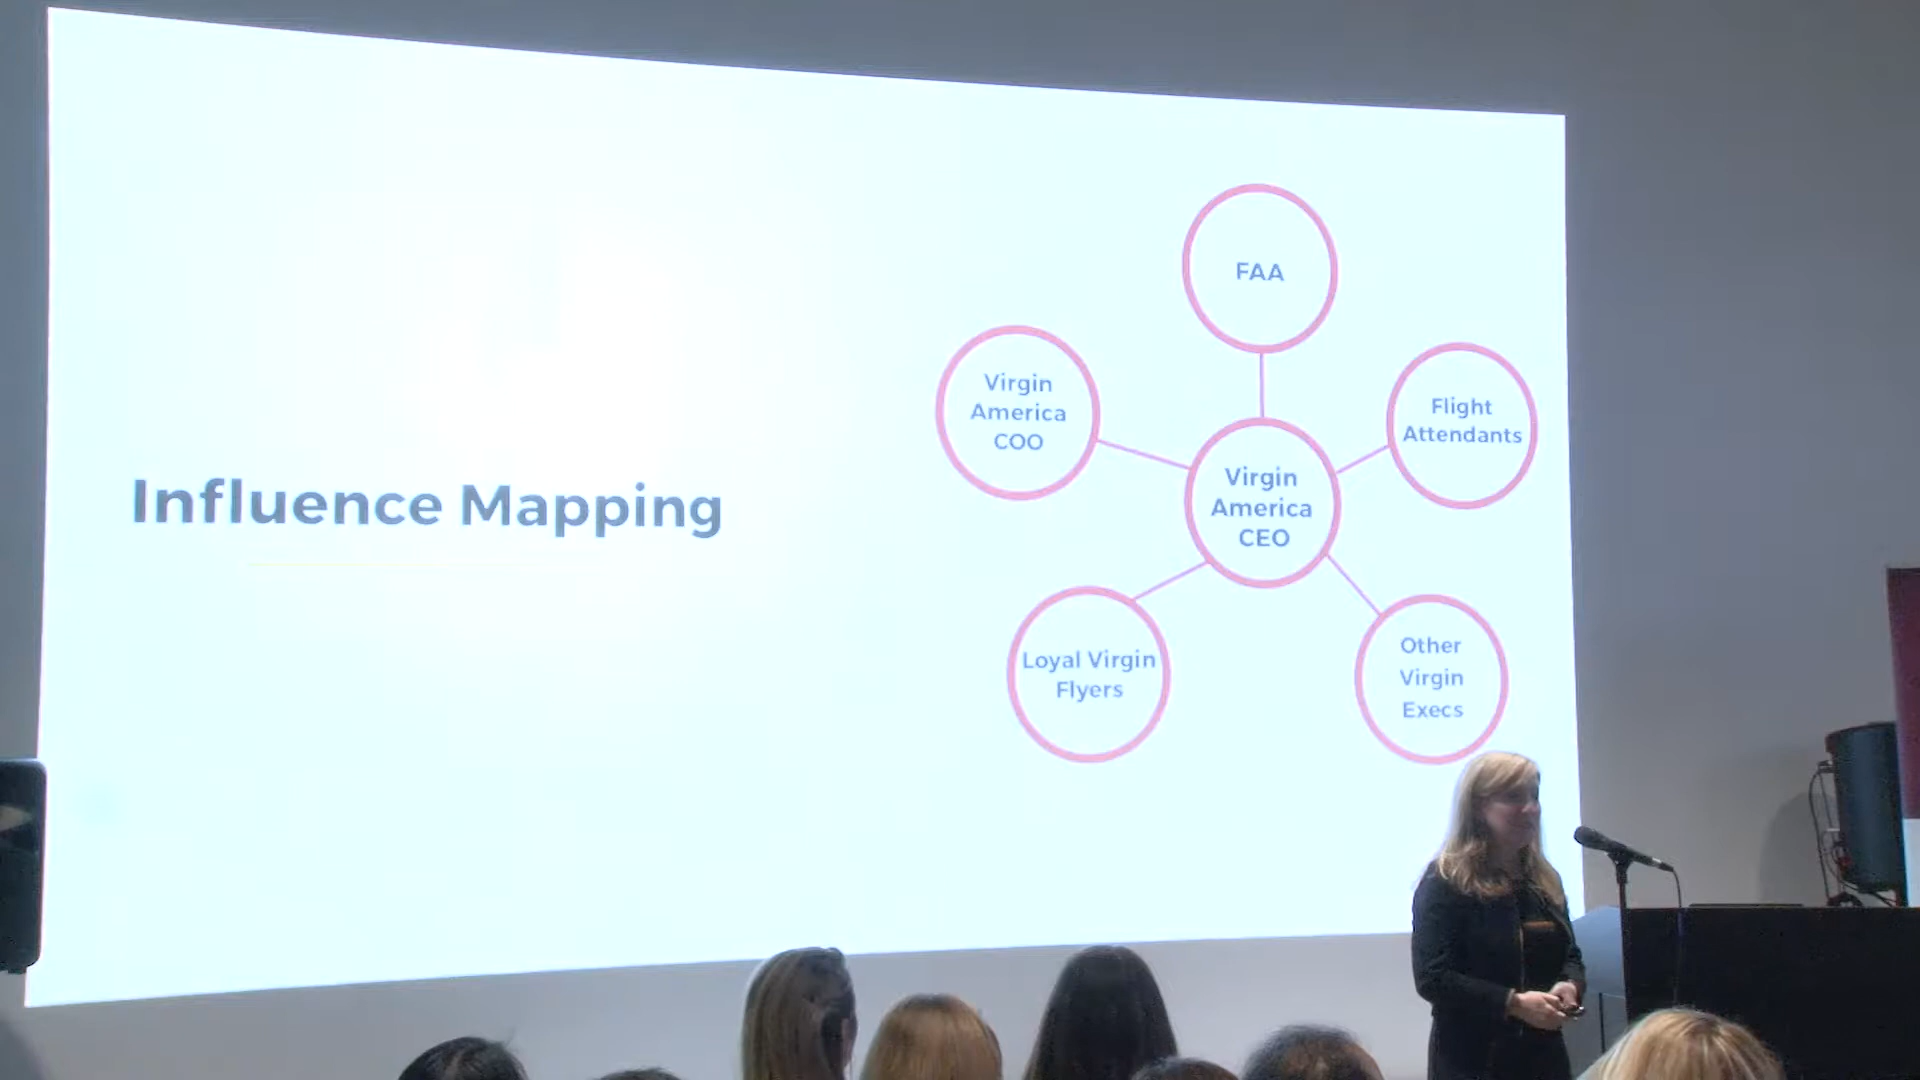 Influence Mapping
FAA
Virgin
America
COO
Flight
Attendants
Virgin
America
CEO
Loyal Virgin
Flyers
Other
Virgin
Execs